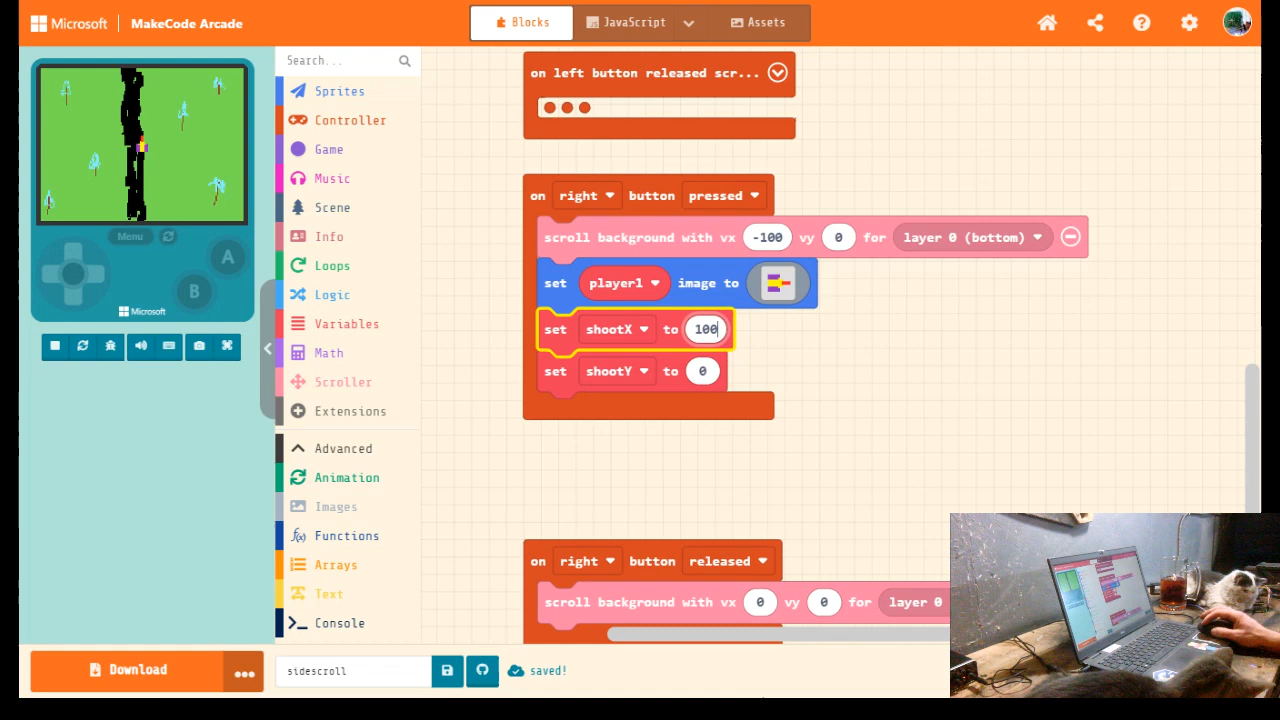 Microsoft MakeCode Arcade Blocks JavaScript Assets
Search...
Sprites
Controller
Game
Music
Scene
Info
Loops
Logic
Variables
Math
Scroller
Extensions
Advanced
Animation
Images
Functions
Arrays
Text
Console
Menu
A
B
Microsoft
on left button released scr...
on right button pressed
scroll background with vx -100 vy 0 for layer 0 (bottom)
set player1 image to
set shootX to 100
set shootY to 0
on right button released
scroll background with vx 0 vy 0 for layer 0
Download
sidescroll
saved!